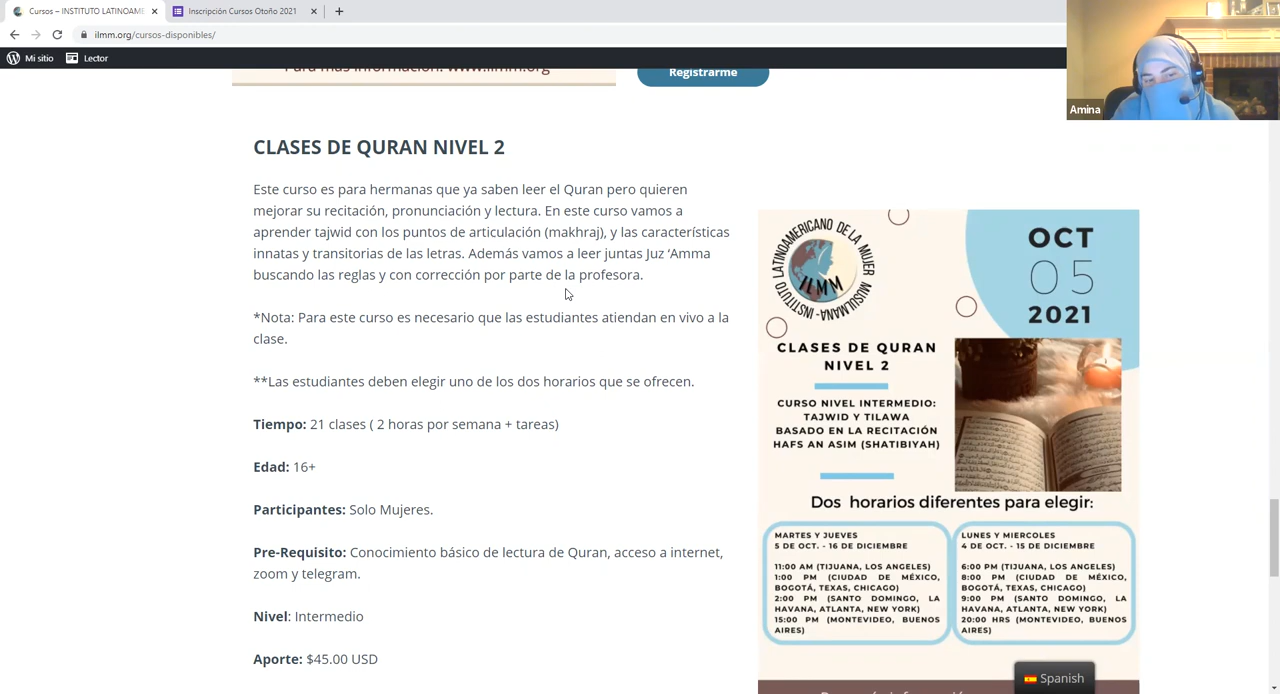 Cursos – INSTITUTO LATINOAME
Inscripción Cursos Otoño 2021
ilmm.org/cursos-disponibles/
Mi sitio
Lector
Amina
Para más información: www.ilmm.org
Registrarme
CLASES DE QURAN NIVEL 2
Este curso es para hermanas que ya saben leer el Quran pero quieren
mejorar su recitación, pronunciación y lectura. En este curso vamos a
aprender tajwid con los puntos de articulación (makhraj), y las características
innatas y transitorias de las letras. Además vamos a leer juntas Juz ‘Amma
buscando las reglas y con corrección por parte de la profesora.
*Nota: Para este curso es necesario que las estudiantes atiendan en vivo a la
clase.
**Las estudiantes deben elegir uno de los dos horarios que se ofrecen.
Tiempo: 21 clases ( 2 horas por semana + tareas)
Edad: 16+
Participantes: Solo Mujeres.
Pre-Requisito: Conocimiento básico de lectura de Quran, acceso a internet,
zoom y telegram.
Nivel: Intermedio
Aporte: $45.00 USD
INSTITUTO LATINOAMERICANO DE LA MUJER MUSULMANA-
ILMM
OCT
05
2021
CLASES DE QURAN
NIVEL 2
CURSO NIVEL INTERMEDIO:
TAJWID Y TILAWA
BASADO EN LA RECITACIÓN
HAFS AN ASIM (SHATIBIYAH)
Dos horarios diferentes para elegir:
MARTES Y JUEVES
5 DE OCT. - 16 DE DICIEMBRE
11:00 AM (TIJUANA, LOS ANGELES)
1:00 PM (CIUDAD DE MÉXICO,
BOGOTÁ, TEXAS, CHICAGO)
2:00 PM (SANTO DOMINGO, LA
HAVANA, ATLANTA, NEW YORK)
15:00 PM (MONTEVIDEO, BUENOS
AIRES)
LUNES Y MIERCOLES
4 DE OCT. - 15 DE DICIEMBRE
6:00 PM (TIJUANA, LOS ANGELES)
8:00 PM (CIUDAD DE MÉXICO,
BOGOTÁ, TEXAS, CHICAGO)
9:00 PM (SANTO DOMINGO, LA
HAVANA, ATLANTA, NEW YORK)
20:00 HRS (MONTEVIDEO, BUENOS
AIRES)
Spanish